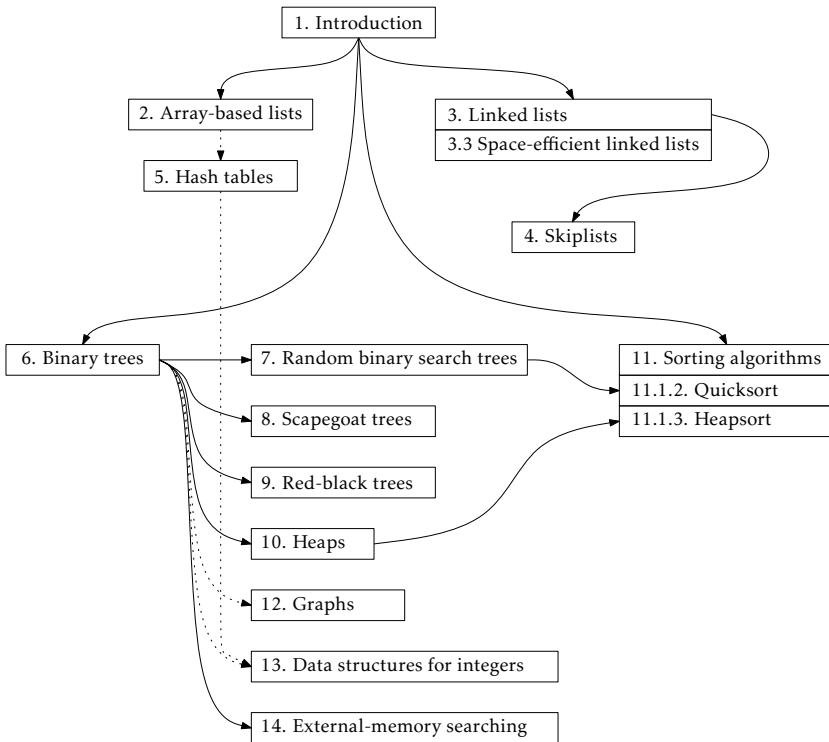 1. Introduction
2. Array-based lists
3. Linked lists
3.3 Space-efficient linked lists
5. Hash tables
4. Skiplists
6. Binary trees
7. Random binary search trees
11. Sorting algorithms
11.1.2. Quicksort
8. Scapegoat trees
11.1.3. Heapsort
9. Red-black trees
10. Heaps
12. Graphs
13. Data structures for integers
14. External-memory searching